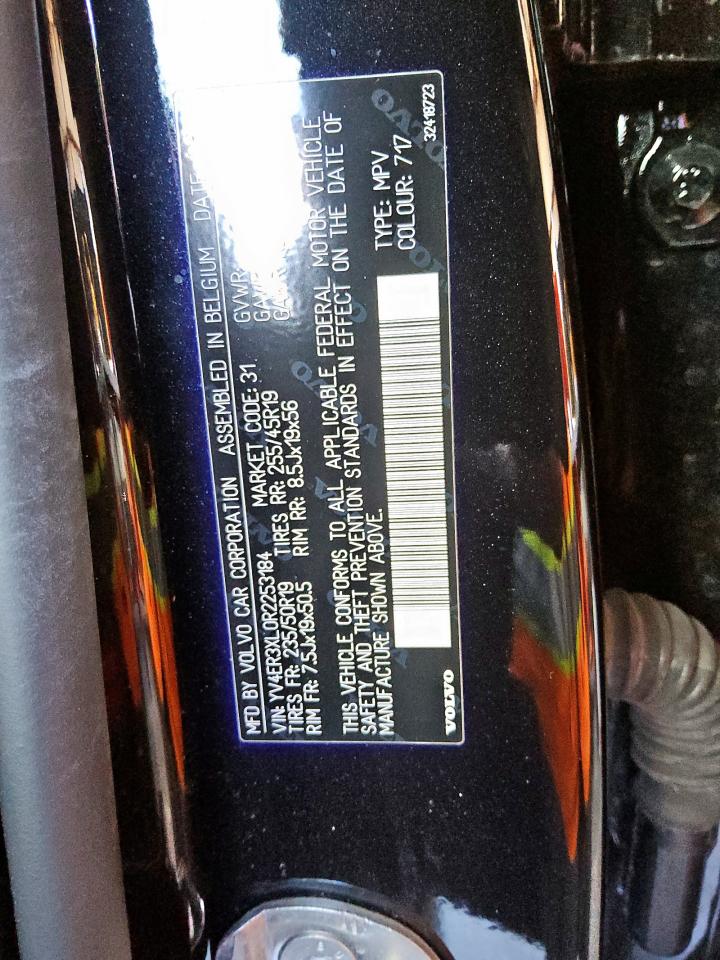 MFD BY VOLVO CAR CORPORATION ASSEMBLED IN BELGIUM DATE
VIN: YV4ER3XL0R2253184 MARKET CODE: 31 GVWR
TIRES FR: 235/50R19 TIRES RR: 255/45R19
RIM FR: 7.5Jx19x50.5 RIM RR: 8.5Jx19x56
THIS VEHICLE CONFORMS TO ALL APPLICABLE FEDERAL MOTOR VEHICLE
SAFETY AND THEFT PREVENTION STANDARDS IN EFFECT ON THE DATE OF
MANUFACTURE SHOWN ABOVE.
TYPE: MPV
COLOUR: 717
VOLVO
32418723